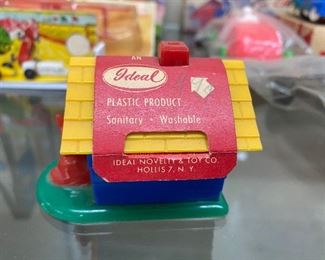 AN
Ideal
PLASTIC PRODUCT
Sanitary • Washable
IDEAL NOVELTY & TOY CO.
HOLLIS 7, N.Y.